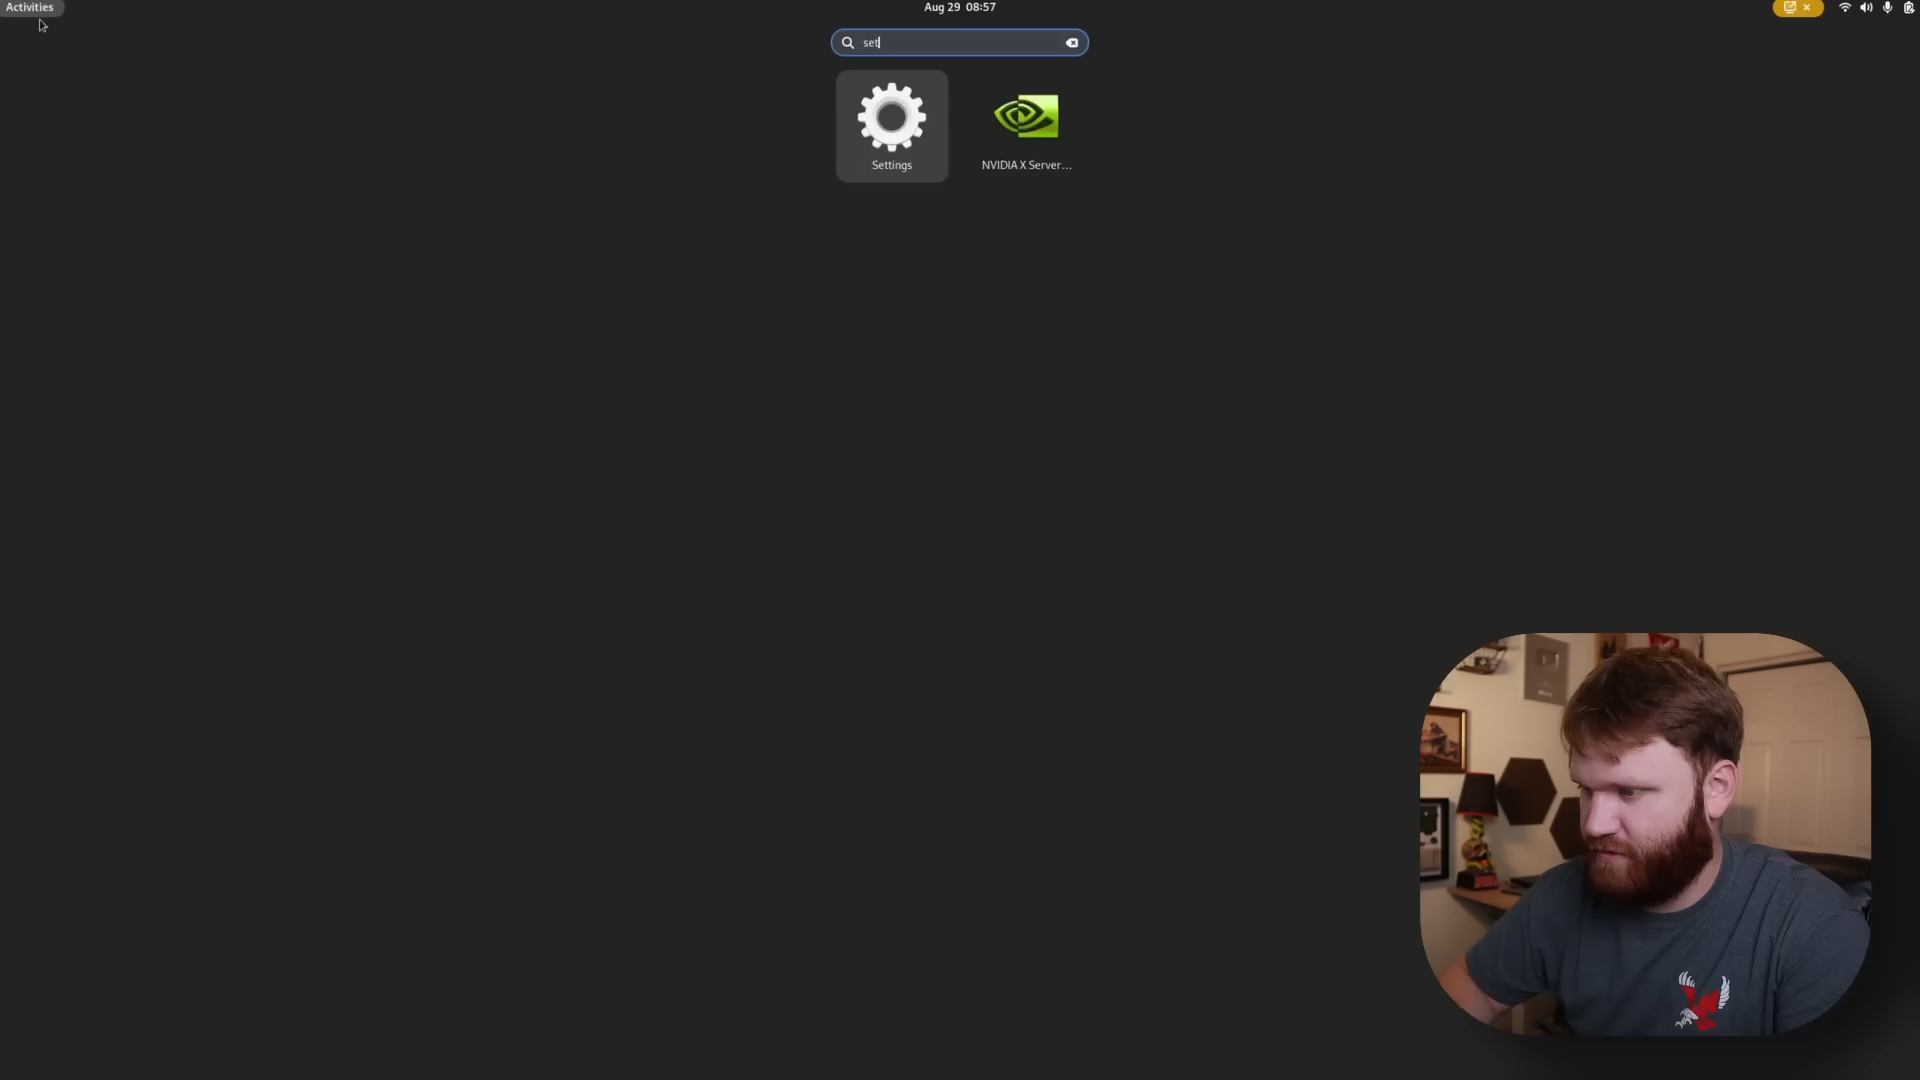 Activities
Aug 29 08:57
set
Settings
NVIDIA X Server...